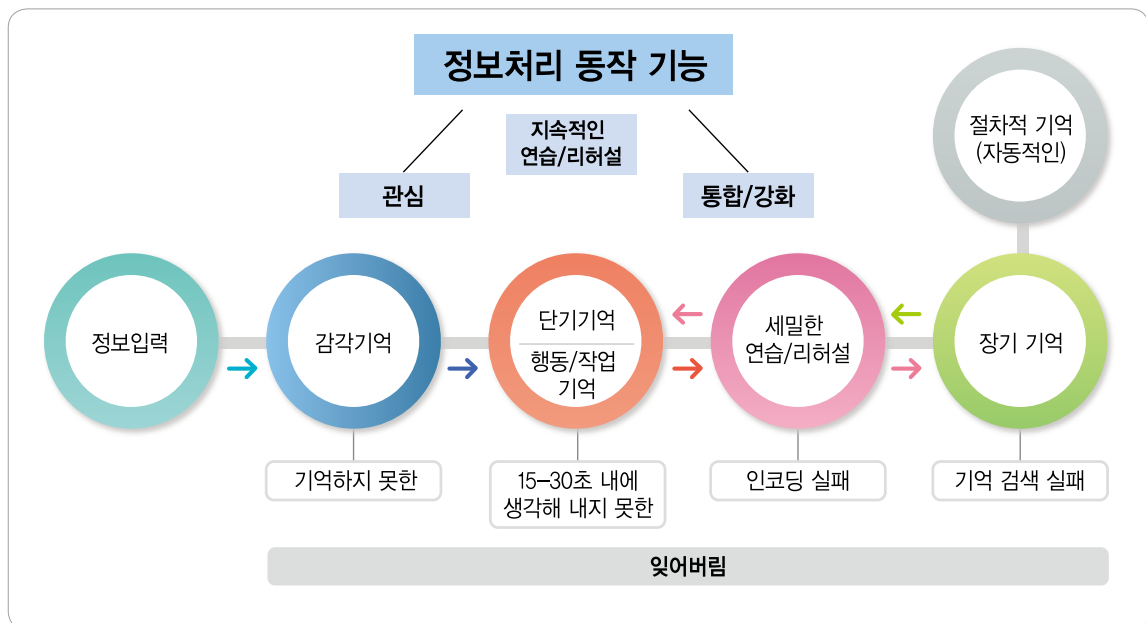 정보처리 동작 기능
지속적인
연습/리허설
관심
통합/강화
절차적 기억
(자동적인)
정보입력
감각기억
단기기억
행동/작업
기억
세밀한
연습/리허설
장기 기억
기억하지 못한
15–30초 내에
생각해 내지 못한
인코딩 실패
기억 검색 실패
잊어버림